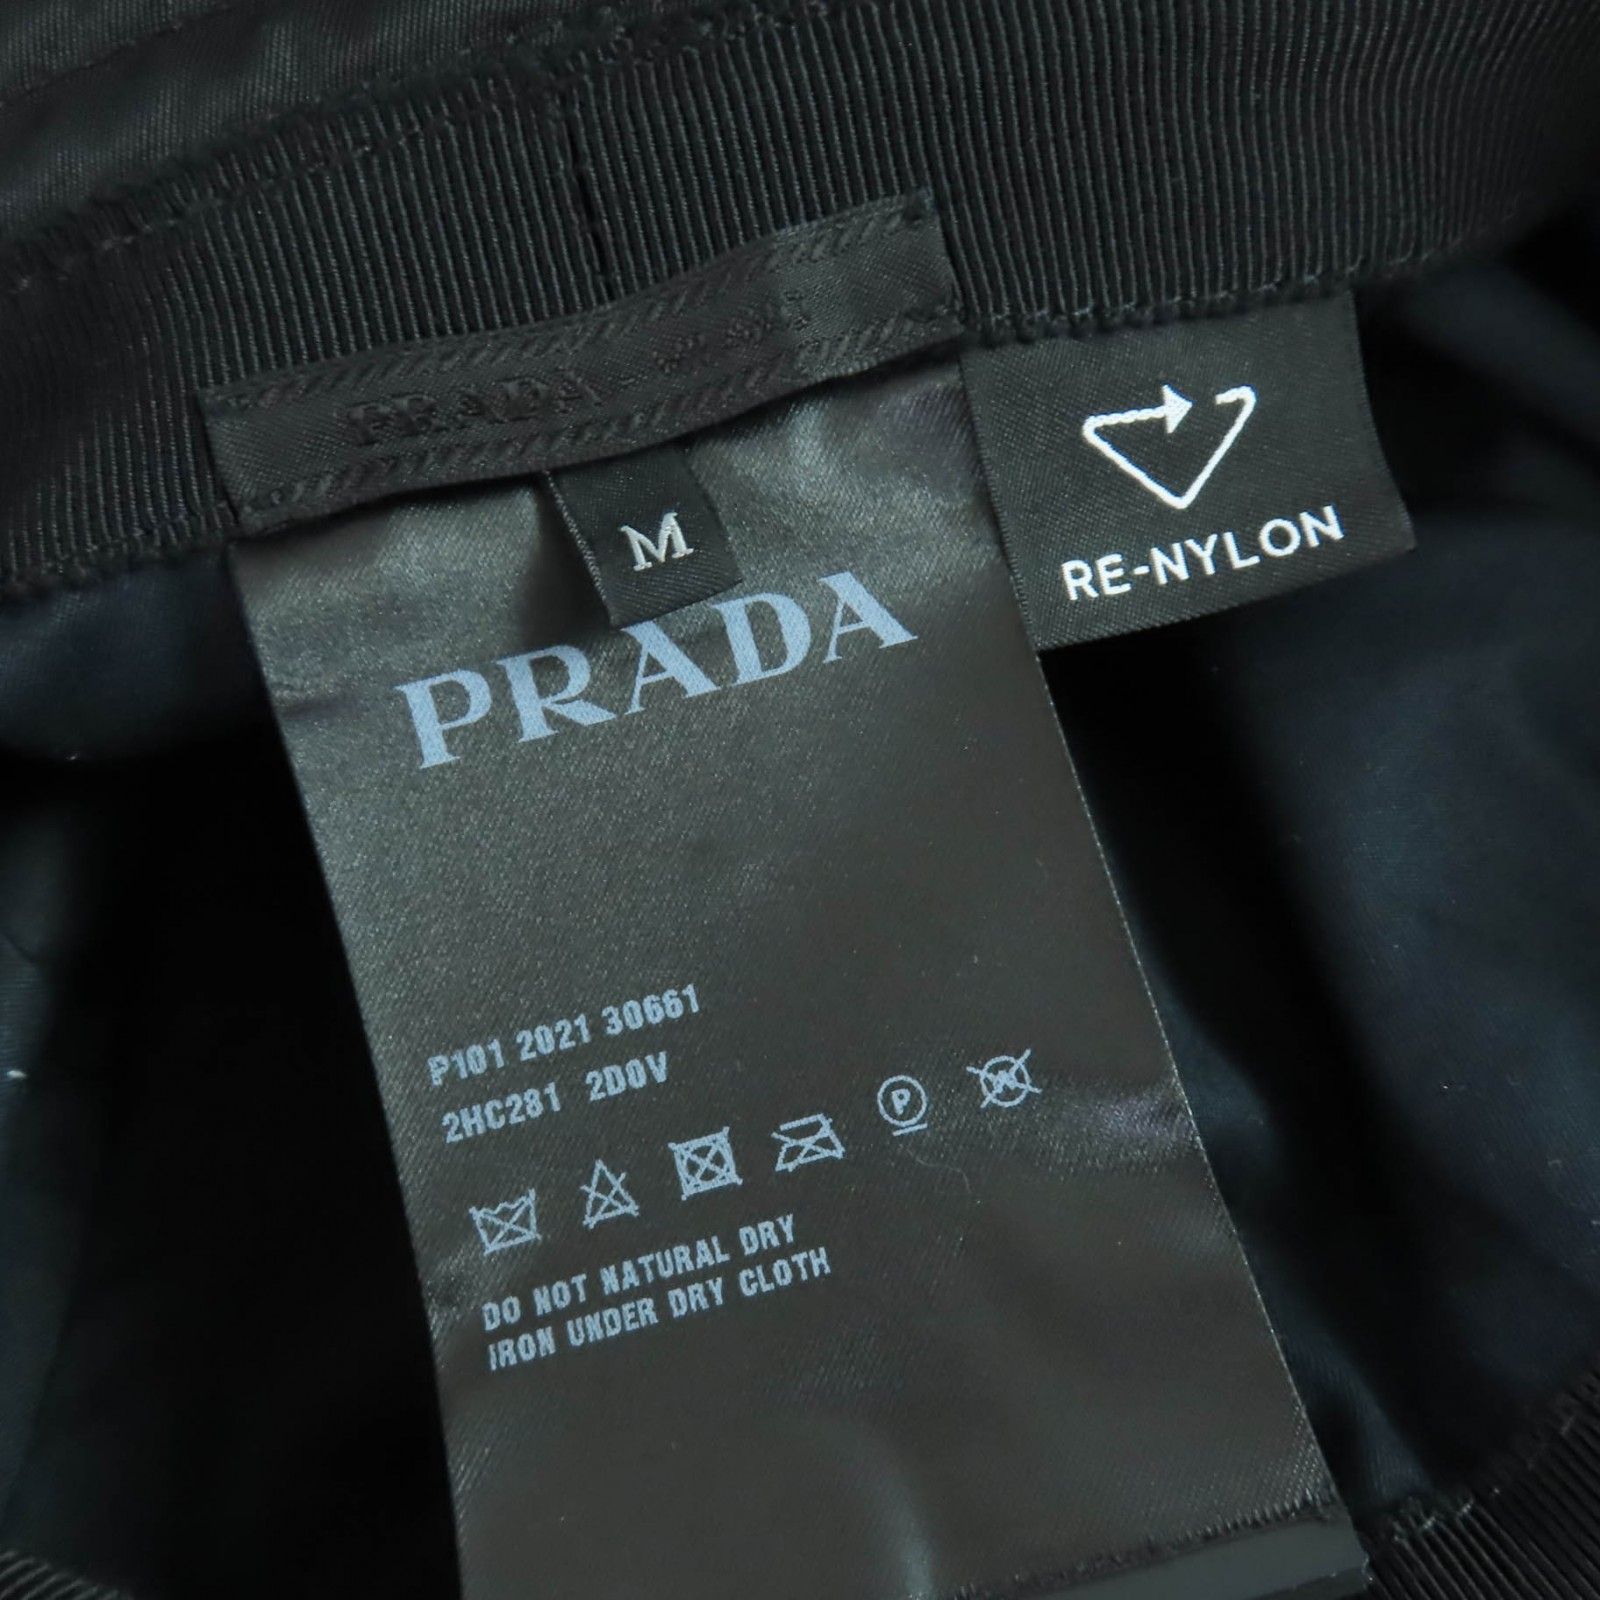 PRADA
M
RE-NYLON
PRADA
P101 2021 30661
2HC281 2D0V
P
DO NOT NATURAL DRY
IRON UNDER DRY CLOTH